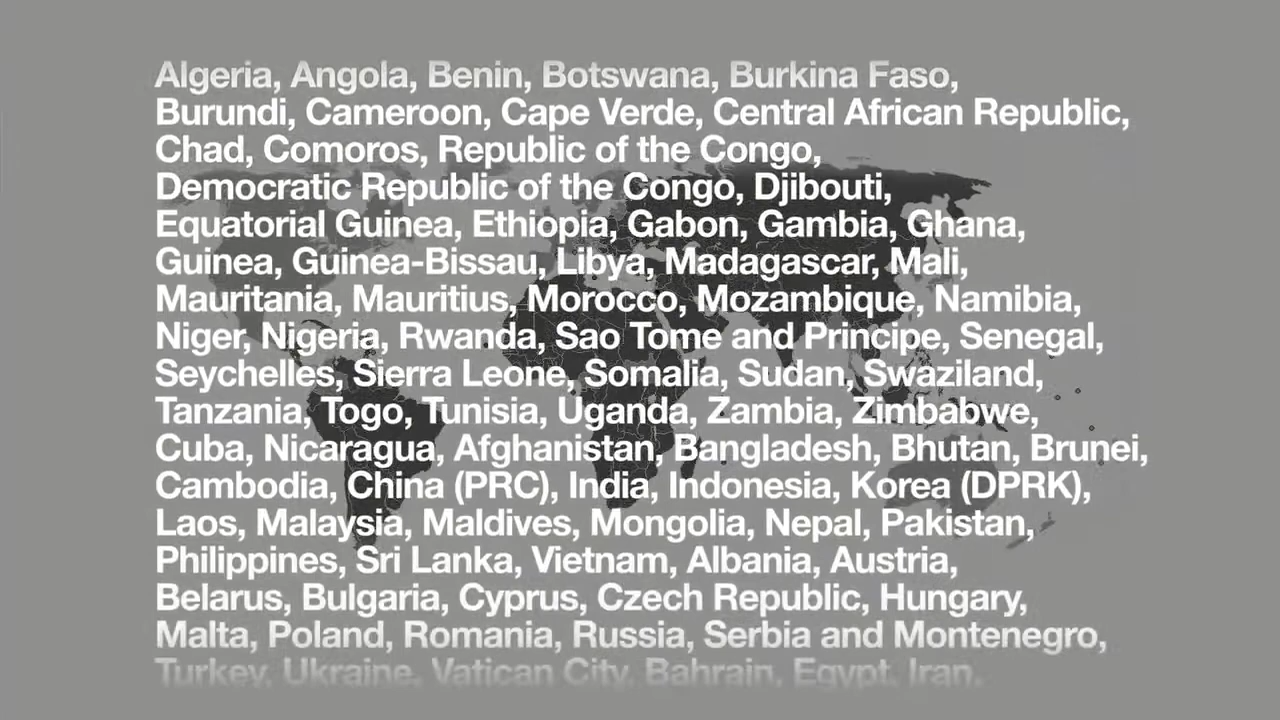 Algeria, Angola, Benin, Botswana, Burkina Faso,
Burundi, Cameroon, Cape Verde, Central African Republic,
Chad, Comoros, Republic of the Congo,
Democratic Republic of the Congo, Djibouti,
Equatorial Guinea, Ethiopia, Gabon, Gambia, Ghana,
Guinea, Guinea-Bissau, Libya, Madagascar, Mali,
Mauritania, Mauritius, Morocco, Mozambique, Namibia,
Niger, Nigeria, Rwanda, Sao Tome and Principe, Senegal,
Seychelles, Sierra Leone, Somalia, Sudan, Swaziland,
Tanzania, Togo, Tunisia, Uganda, Zambia, Zimbabwe,
Cuba, Nicaragua, Afghanistan, Bangladesh, Bhutan, Brunei,
Cambodia, China (PRC), India, Indonesia, Korea (DPRK),
Laos, Malaysia, Maldives, Mongolia, Nepal, Pakistan,
Philippines, Sri Lanka, Vietnam, Albania, Austria,
Belarus, Bulgaria, Cyprus, Czech Republic, Hungary,
Malta, Poland, Romania, Russia, Serbia and Montenegro,
Turkey, Ukraine, Vatican City, Bahrain, Egypt, Iran,